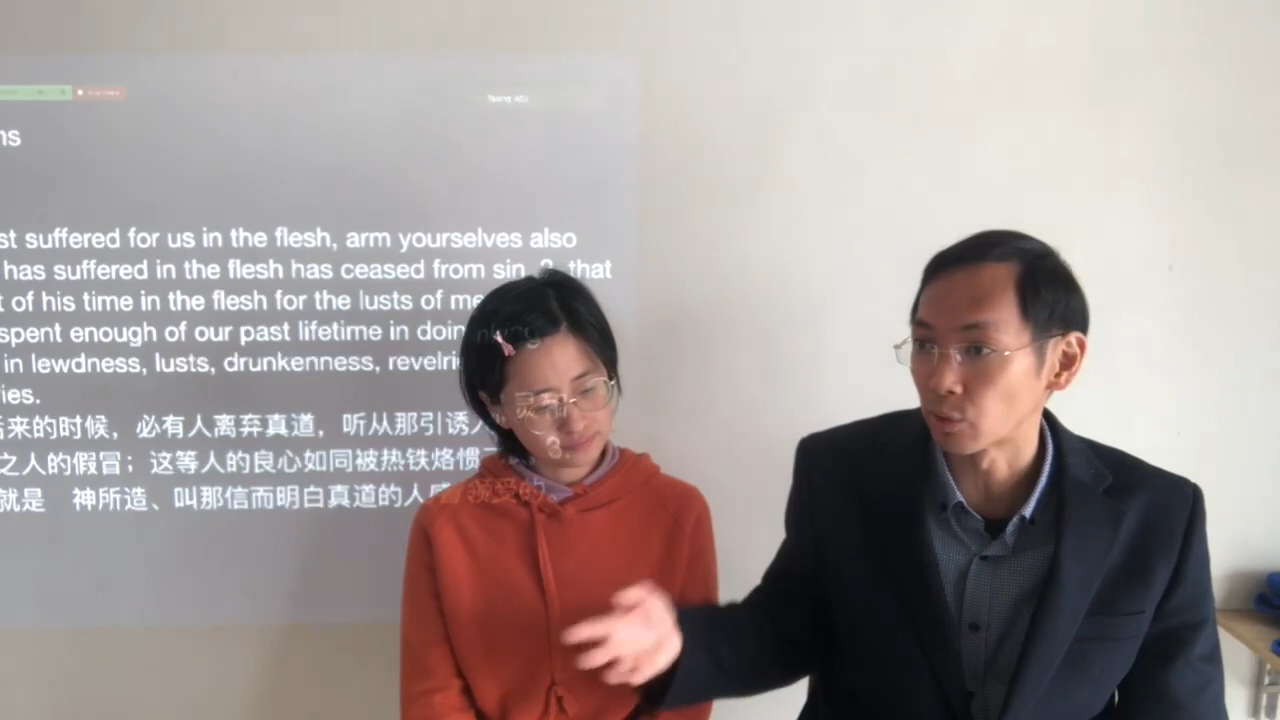 ns
st suffered for us in the flesh, arm yourselves also
has suffered in the flesh has ceased from sin, 2 that
t of his time in the flesh for the lusts of me
spent enough of our past lifetime in doin
in lewdness, lusts, drunkenness, revelri
ies.
来的时候，必有人离弃真道，听从那引诱人
之人的假冒；这等人的良心如同被热铁烙惯了
就是 神所造、叫那信而明白真道的人感
领受的